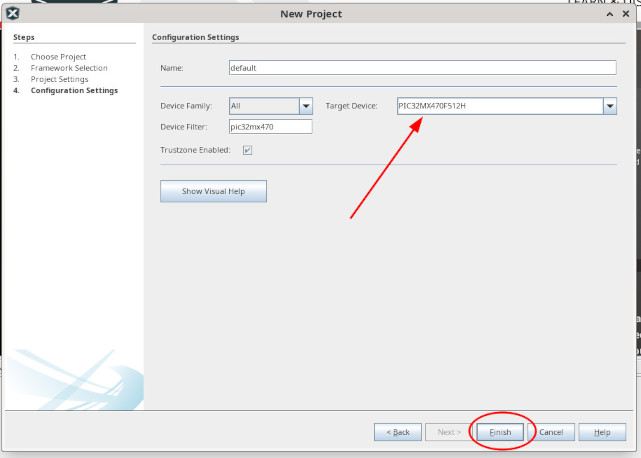 New Project
Steps
1. Choose Project
2. Framework Selection
3. Project Settings
4. Configuration Settings
Configuration Settings
Name: default
Device Family: All Target Device: PIC32MX470F512H
Device Filter: pic32mx470
Trustzone Enabled:
Show Visual Help
< Back Next > Finish Cancel Help